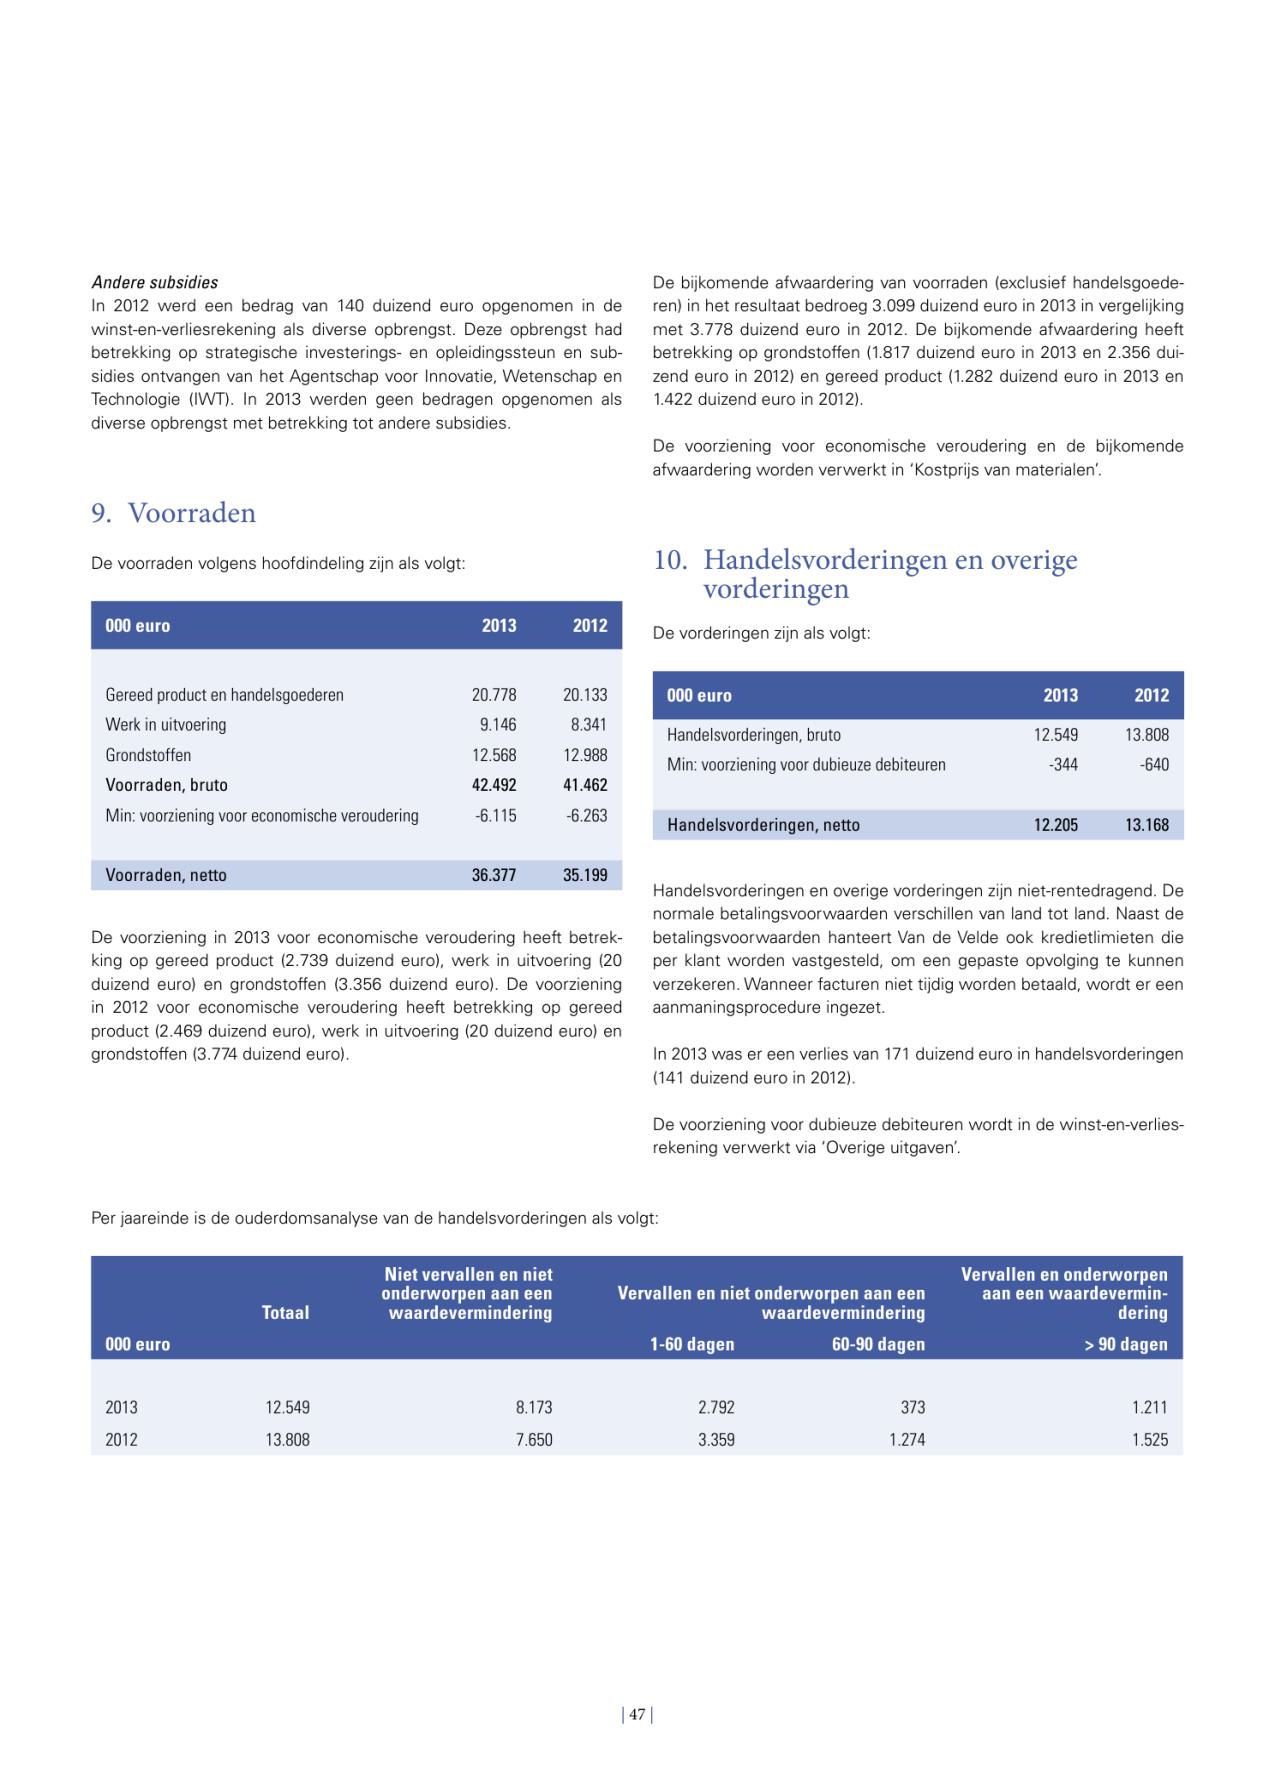 Andere subsidies
In 2012 werd een bedrag van 140 duizend euro opgenomen in de
winst-en-verliesrekening als diverse opbrengst. Deze opbrengst had
betrekking op strategische investerings- en opleidingssteun en sub-
sidies ontvangen van het Agentschap voor Innovatie, Wetenschap en
Technologie (IWT). In 2013 werden geen bedragen opgenomen als
diverse opbrengst met betrekking tot andere subsidies.
9. Voorraden
De voorraden volgens hoofdindeling zijn als volgt:
000 euro 2013 2012
Gereed product en handelsgoederen 20.778 20.133
Werk in uitvoering 9.146 8.341
Grondstoffen 12.568 12.988
Voorraden, bruto 42.492 41.462
Min: voorziening voor economische veroudering -6.115 -6.263
Voorraden, netto 36.377 35.199
De voorziening in 2013 voor economische veroudering heeft betrek-
king op gereed product (2.739 duizend euro), werk in uitvoering (20
duizend euro) en grondstoffen (3.356 duizend euro). De voorziening
in 2012 voor economische veroudering heeft betrekking op gereed
product (2.469 duizend euro), werk in uitvoering (20 duizend euro) en
grondstoffen (3.774 duizend euro).
De bijkomende afwaardering van voorraden (exclusief handelsgoede-
ren) in het resultaat bedroeg 3.099 duizend euro in 2013 in vergelijking
met 3.778 duizend euro in 2012. De bijkomende afwaardering heeft
betrekking op grondstoffen (1.817 duizend euro in 2013 en 2.356 dui-
zend euro in 2012) en gereed product (1.282 duizend euro in 2013 en
1.422 duizend euro in 2012).
De voorziening voor economische veroudering en de bijkomende
afwaardering worden verwerkt in ‘Kostprijs van materialen’.
10. Handelsvorderingen en overige
vorderingen
De vorderingen zijn als volgt:
000 euro 2013 2012
Handelsvorderingen, bruto 12.549 13.808
Min: voorziening voor dubieuze debiteuren -344 -640
Handelsvorderingen, netto 12.205 13.168
Handelsvorderingen en overige vorderingen zijn niet-rentedragend. De
normale betalingsvoorwaarden verschillen van land tot land. Naast de
betalingsvoorwaarden hanteert Van de Velde ook kredietlimieten die
per klant worden vastgesteld, om een gepaste opvolging te kunnen
verzekeren. Wanneer facturen niet tijdig worden betaald, wordt er een
aanmaningsprocedure ingezet.
In 2013 was er een verlies van 171 duizend euro in handelsvorderingen
(141 duizend euro in 2012).
De voorziening voor dubieuze debiteuren wordt in de winst-en-verlies-
rekening verwerkt via ‘Overige uitgaven’.
Per jaareinde is de ouderdomsanalyse van de handelsvorderingen als volgt:
Niet vervallen en niet Vervallen en onderworpen
onderworpen aan een Vervallen en niet onderworpen aan een aan een waardevermin-
Totaal waardevermindering waardevermindering dering
000 euro 1-60 dagen 60-90 dagen > 90 dagen
2013 12.549 8.173 2.792 373 1.211
2012 13.808 7.650 3.359 1.274 1.525
| 47 |